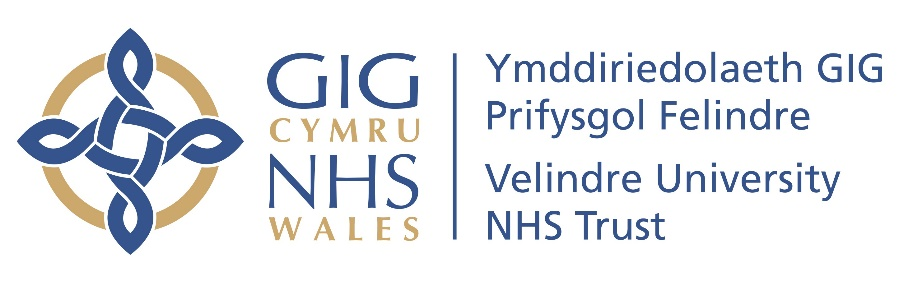 GIG
CYMRU
NHS
WALES
Ymddiriedolaeth GIG
Prifysgol Felindre
Velindre University
NHS Trust